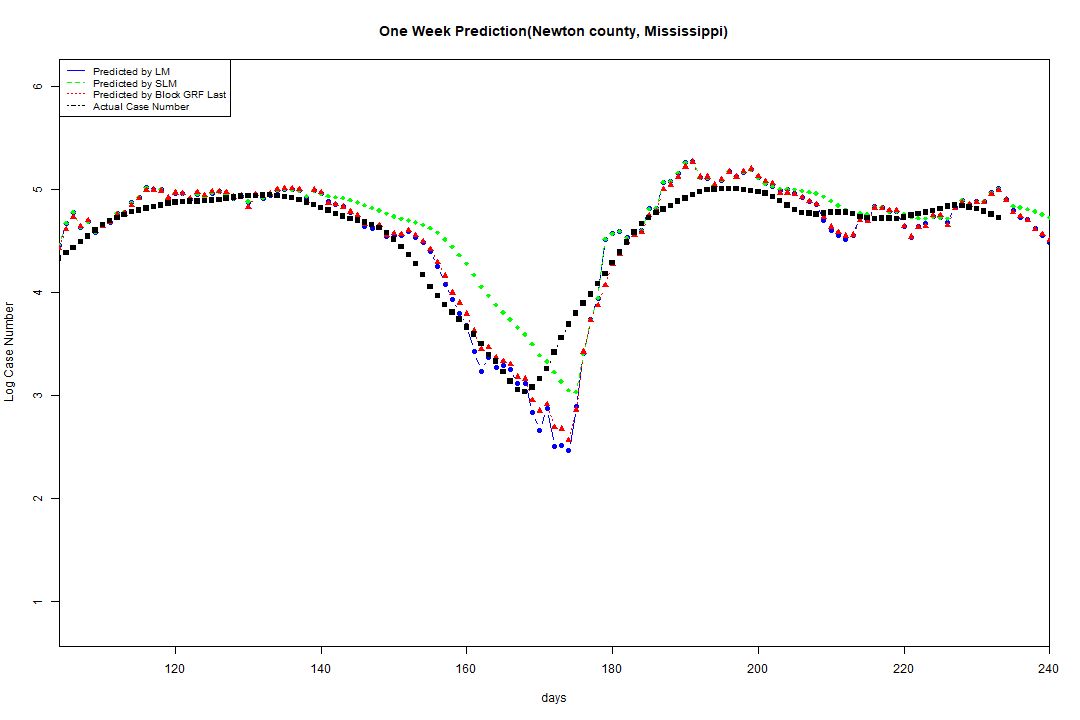 One Week Prediction(Newton county, Mississippi)
Predicted by LM
Predicted by SLM
Predicted by Block GRF Last
Actual Case Number
6
5
4
3
2
1
Log Case Number
120 140 160 180 200 220 240
days